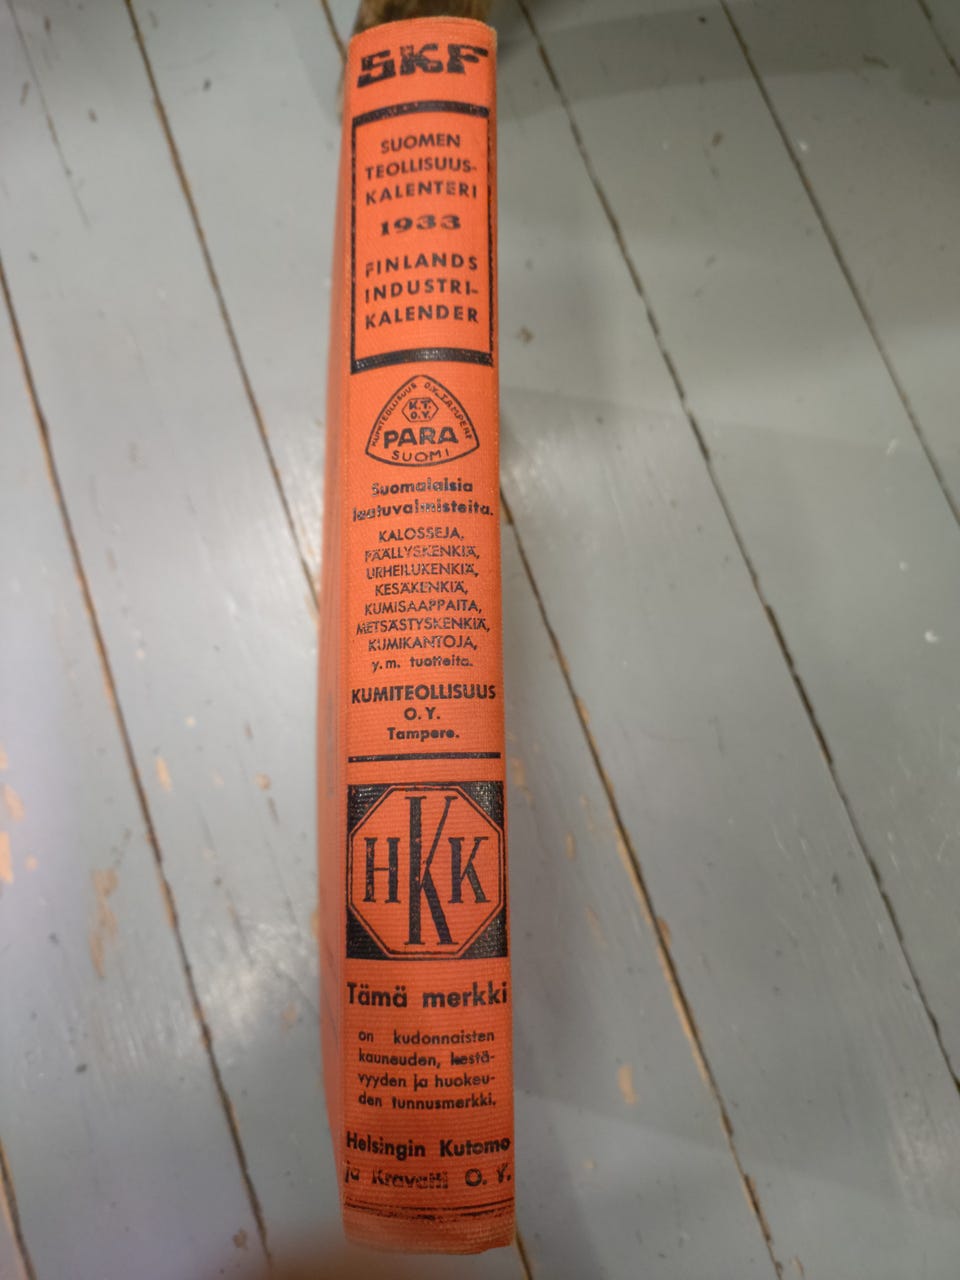 SKF
SUOMEN
TEOLLISUUS-
KALENTERI
1933
FINLANDS
INDUSTRI-
KALENDER
KUMITEOLLISUUS O.Y. TAMPERE
K.T.
O.Y.
PARA
SUOMI
Suomalaisia
laatuvalmisteita.
KALOSSEJA,
PÄÄLLYSKENKIÄ,
URHEILUKENKIÄ,
KESÄKENKIÄ,
KUMISAAPPAITA,
METSÄSTYSKENKIÄ,
KUMIKANTOJA,
y.m. tuotteita.
KUMITEOLLISUUS
O.Y.
Tampere.
HKK
Tämä merkki
on kudonnaisten
kauneuden, kestä-
vyyden ja huokeu-
den tunnusmerkki.
Helsingin Kutomo
ja Kravatti O.Y.